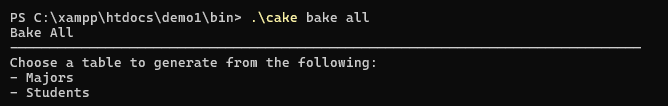 PS C:\xampp\htdocs\demo1\bin> .\cake bake all
Bake All
Choose a table to generate from the following:
- Majors
- Students